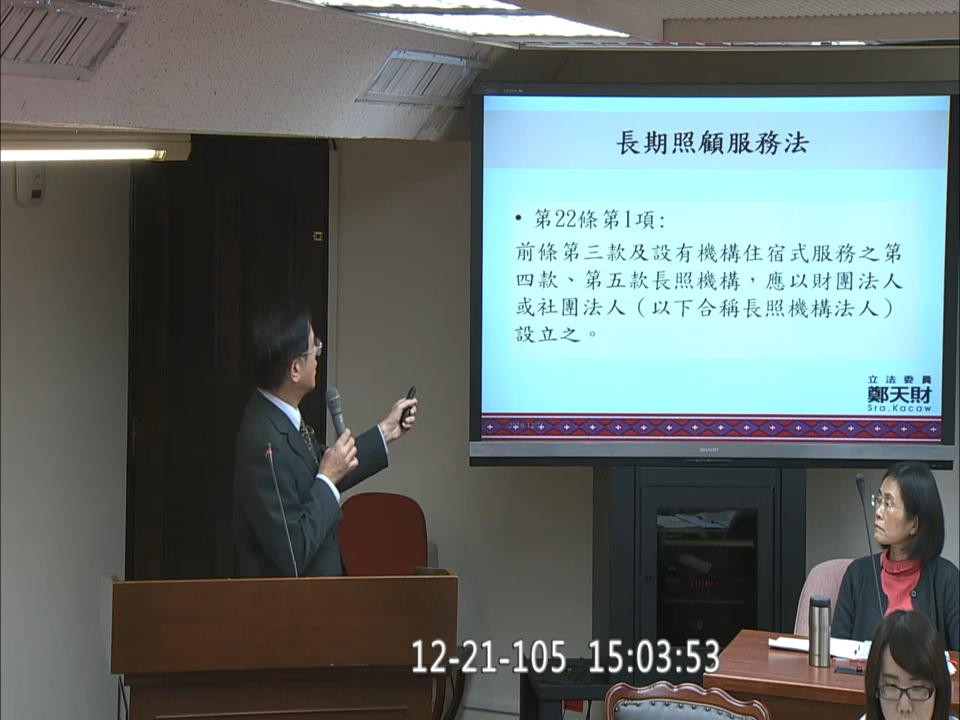 長期照顧服務法
• 第22條第1項：
前條第三款及設有機構住宿式服務之第
四款、第五款長照機構，應以財團法人
或社團法人（以下合稱長照機構法人）
設立之。
立法委員
鄭天財
Sra.Kacaw
SHARP
12-21-105 15:03:53